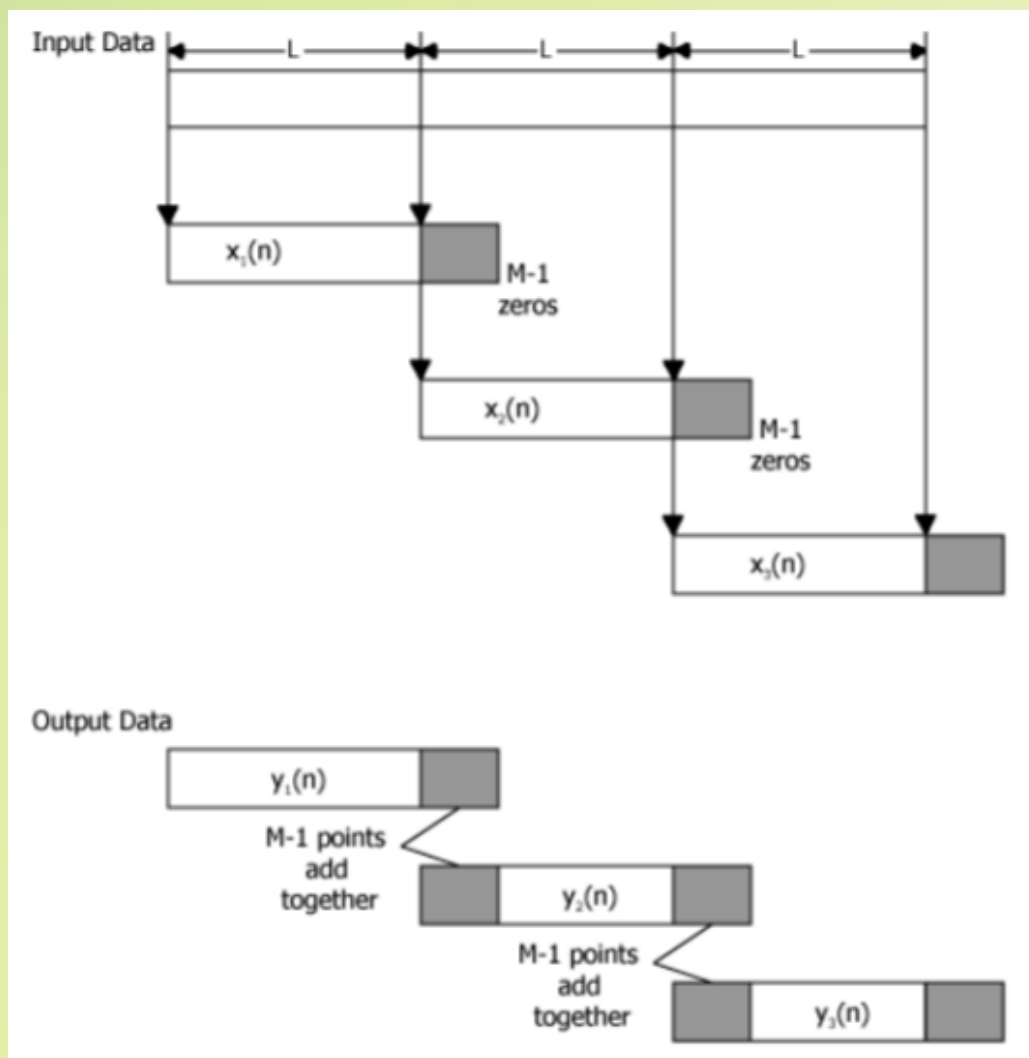 Input Data
L L L
x₁(n)
M-1
zeros
x₂(n)
M-1
zeros
x₃(n)
Output Data
y₁(n)
M-1 points
add
together
y₂(n)
M-1 points
add
together
y₃(n)